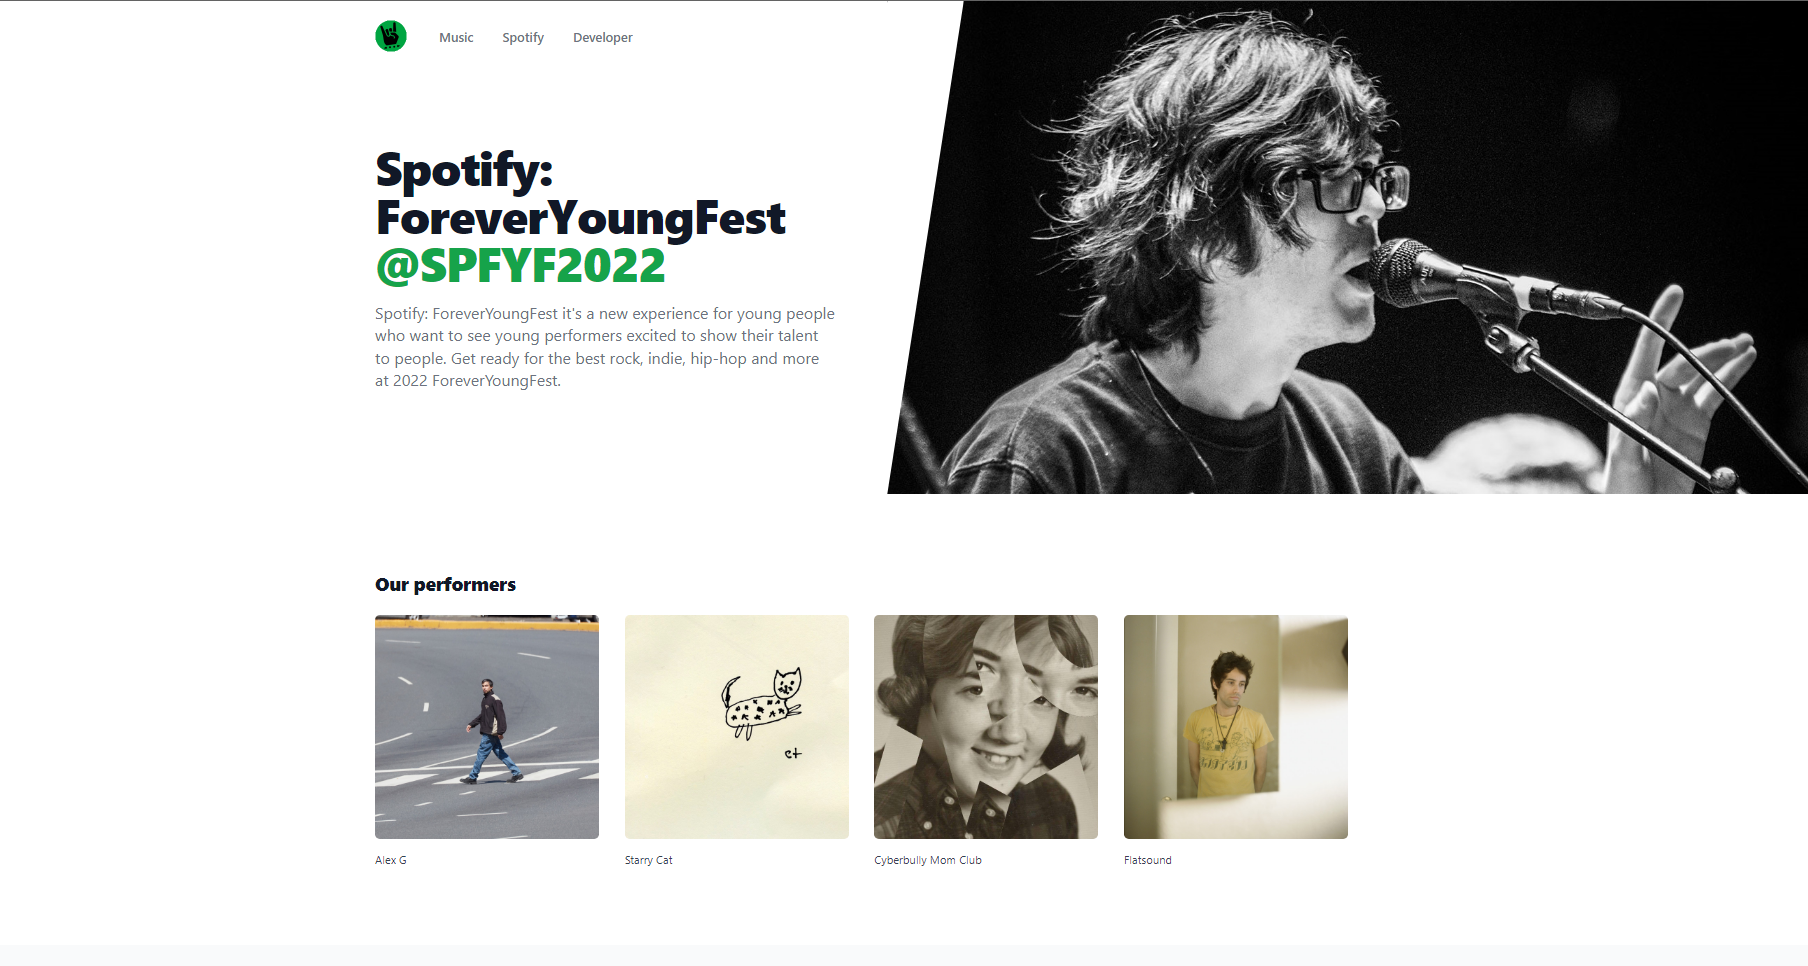 Music Spotify Developer
Spotify:
ForeverYoungFest
@SPFYF2022
Spotify: ForeverYoungFest it's a new experience for young people
who want to see young performers excited to show their talent
to people. Get ready for the best rock, indie, hip-hop and more
at 2022 ForeverYoungFest.
Our performers
ct
Alex G
Starry Cat
Cyberbully Mom Club
Flatsound